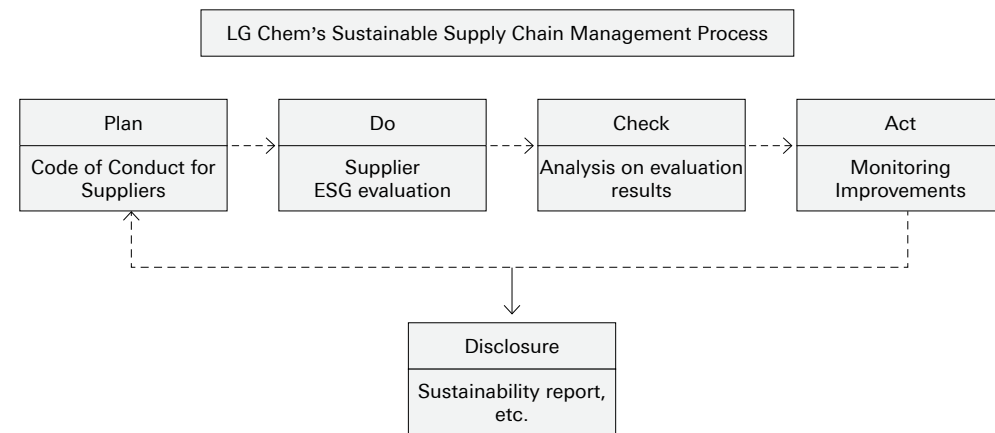 LG Chem's Sustainable Supply Chain Management Process
Plan
Code of Conduct for
Suppliers
Do
Supplier
ESG evaluation
Check
Analysis on evaluation
results
Act
Monitoring
Improvements
Disclosure
Sustainability report,
etc.